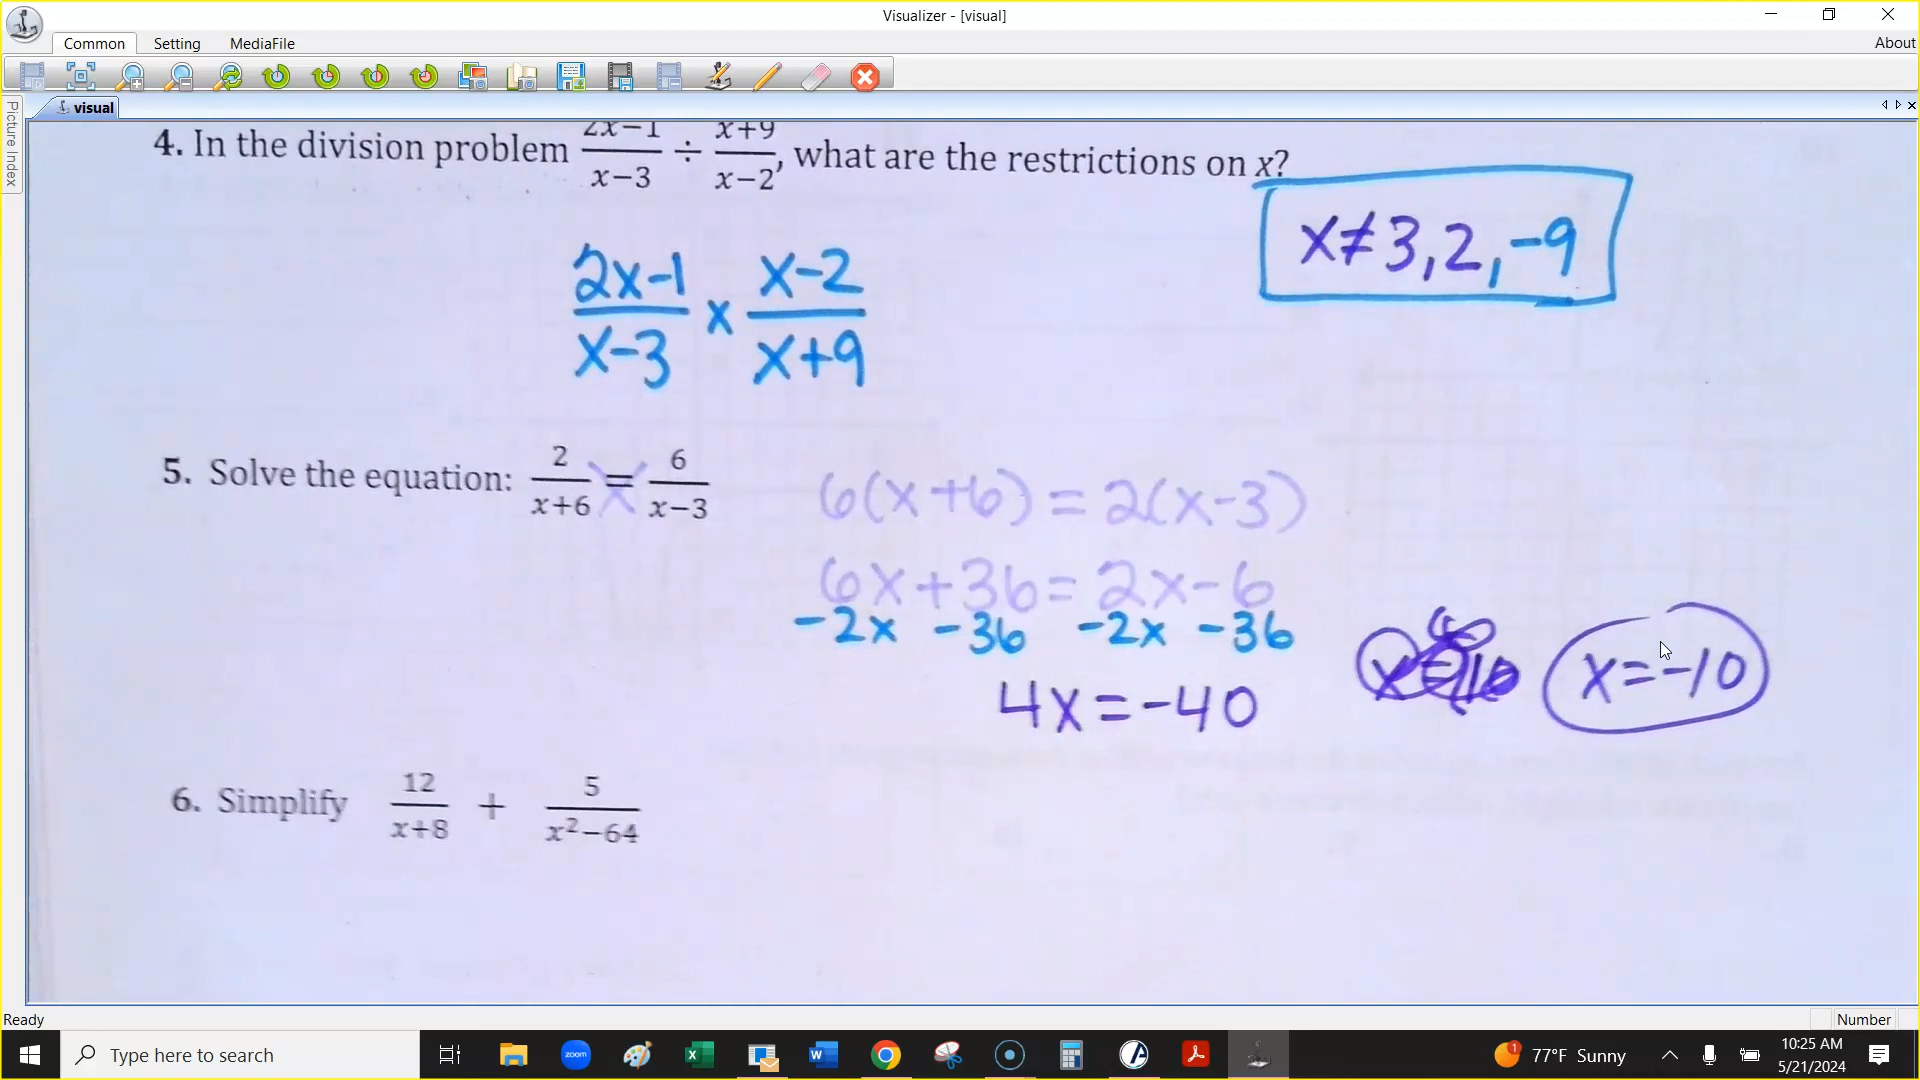 Visualizer - [visual]
Common Setting MediaFile About
Picture Index
visual
4. In the division problem (2x−1)/(x−3) ÷ (x+9)/(x−2), what are the restrictions on x?
x≠3,2,-9
(2x-1)/(x-3) x (x-2)/(x+9)
5. Solve the equation: 2/(x+6) = 6/(x−3)
6(x+6) = 2(x-3)
6x+36 = 2x-6
-2x -36 -2x -36
4x = -40
x=-10
6. Simplify 12/(x+8) + 5/(x²−64)
Ready Number
Type here to search
zoom
1
77°F Sunny
10:25 AM
5/21/2024